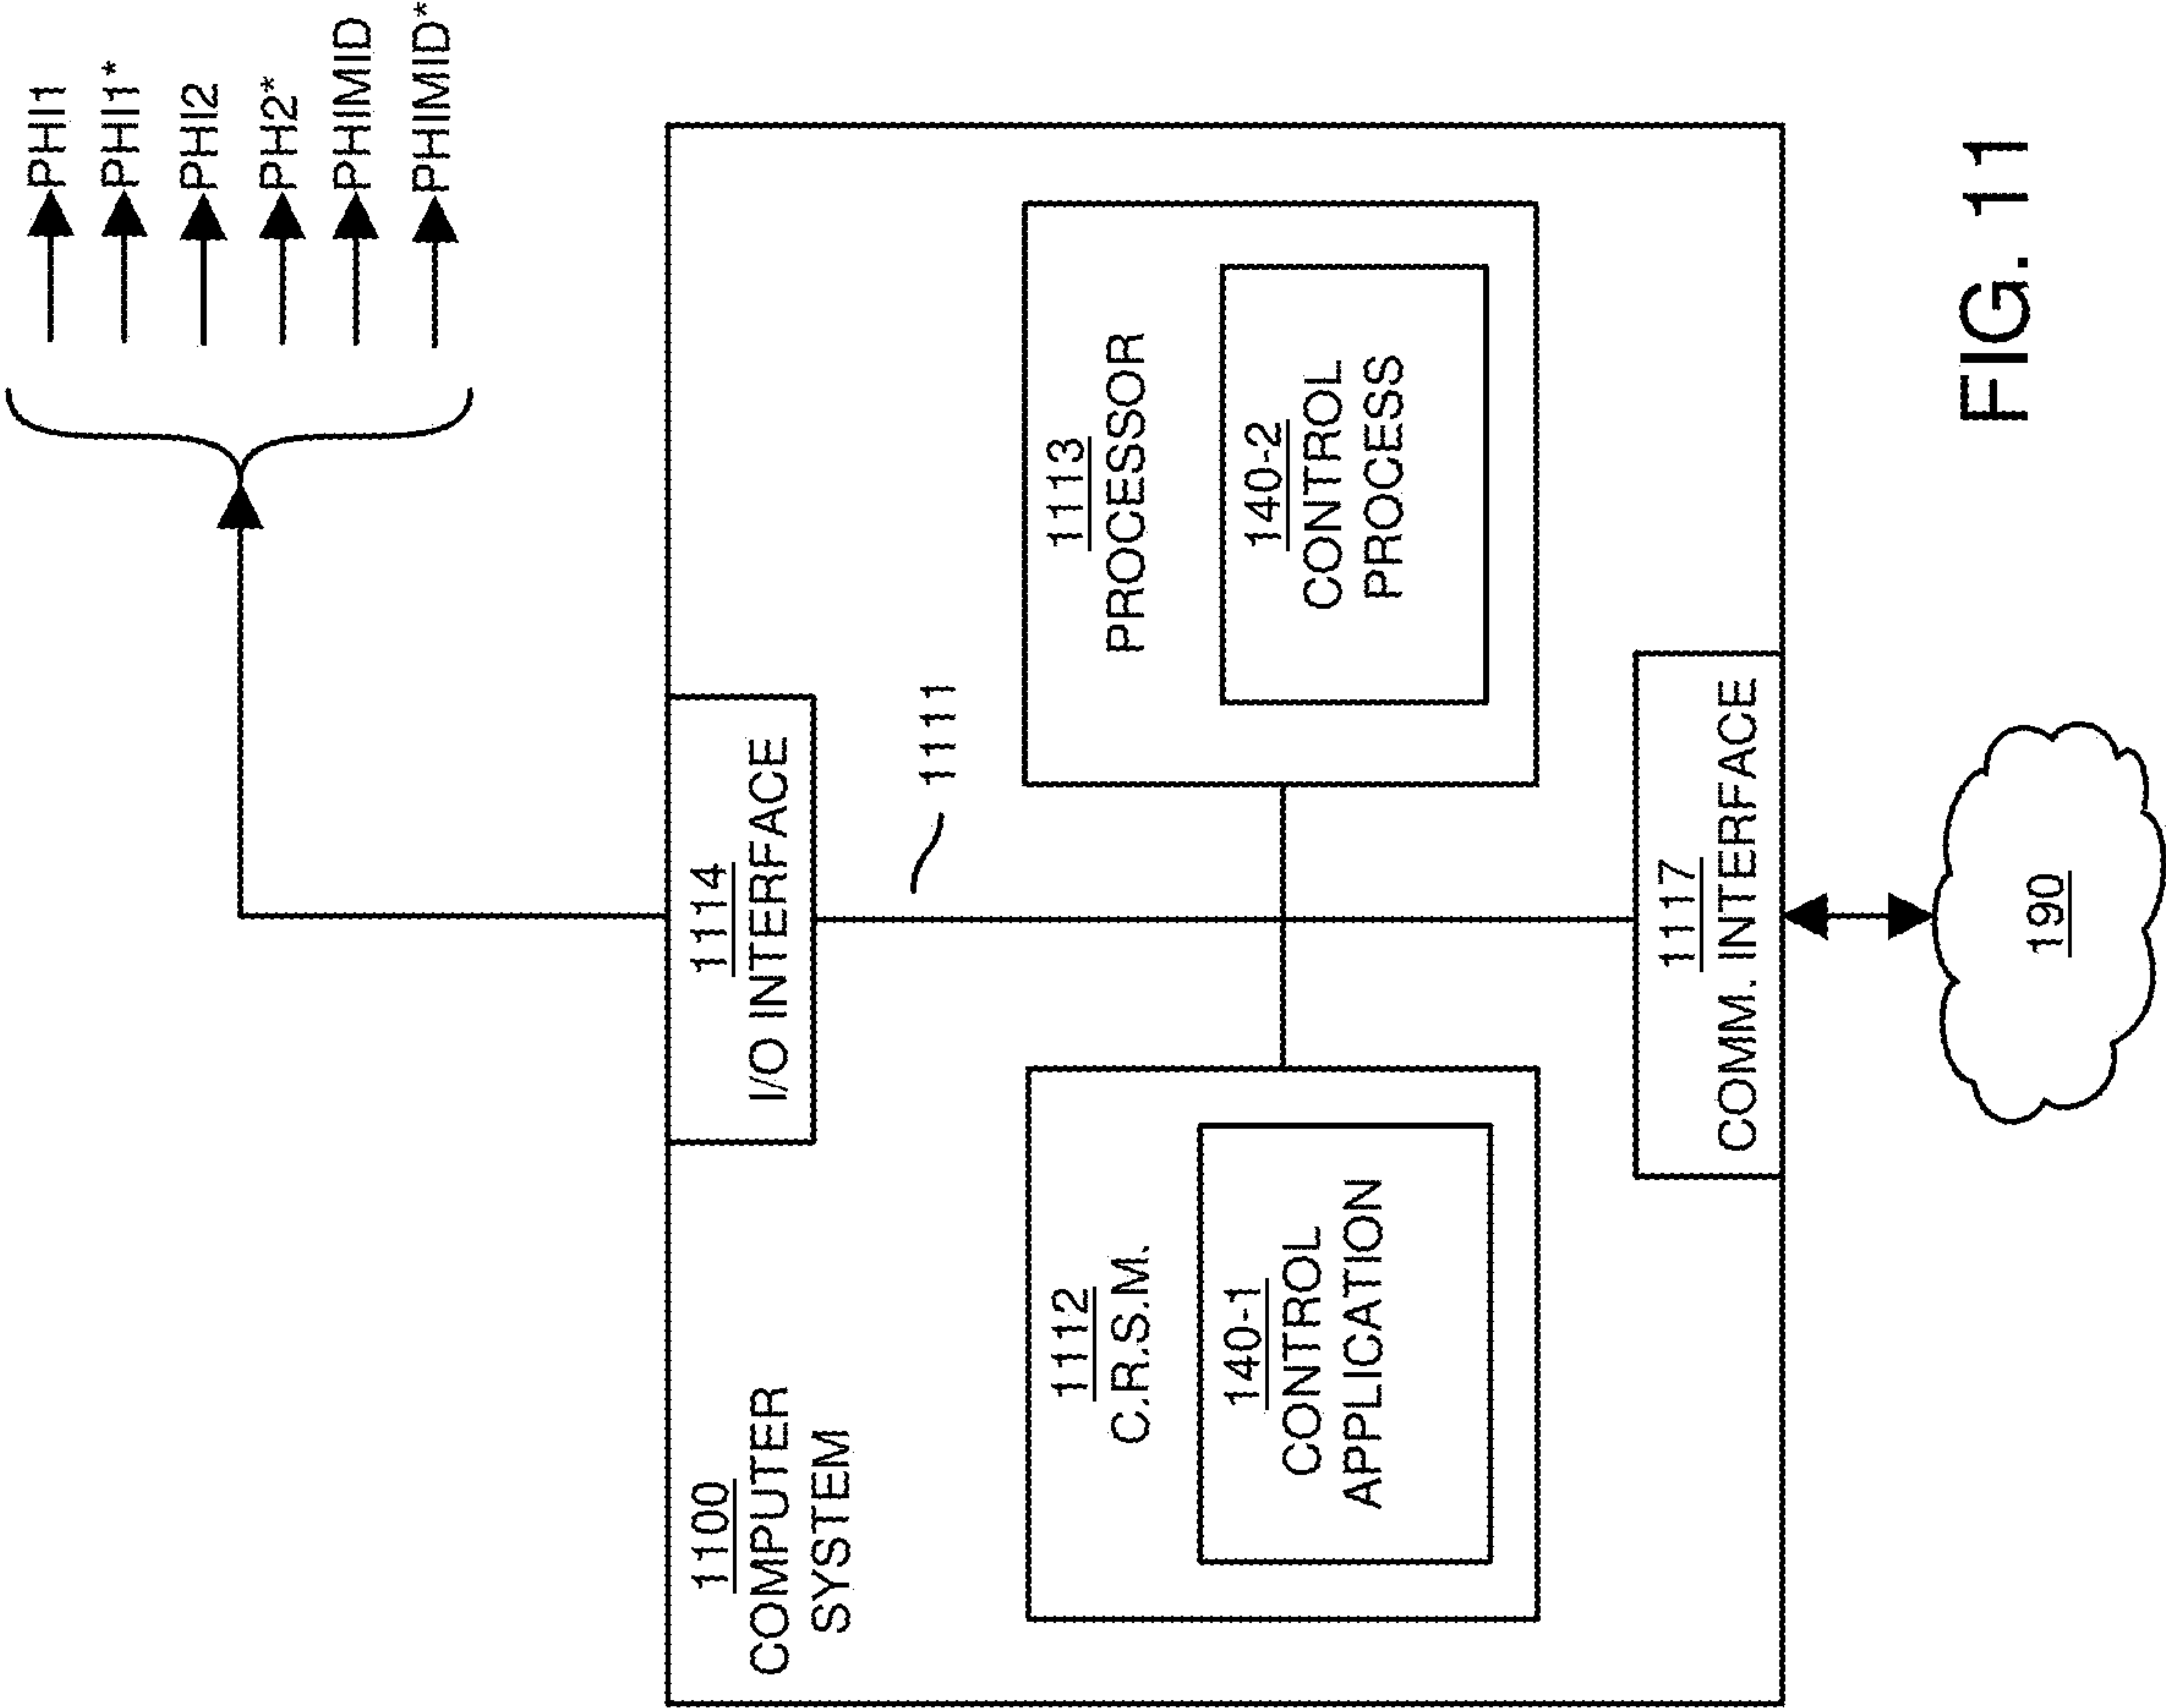 PHI1
PHI1*
PHI2
PH2*
PHIMID
PHIMID*
1100
COMPUTER
SYSTEM
1114
I/O INTERFACE
1111
1112
C.R.S.M.
140-1
CONTROL
APPLICATION
1113
PROCESSOR
140-2
CONTROL
PROCESS
1117
COMM. INTERFACE
190
FIG. 11